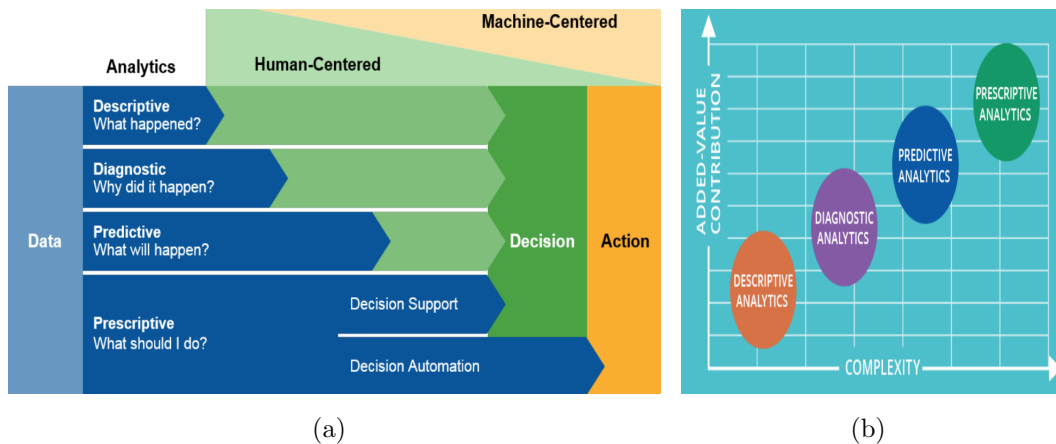 Machine-Centered
Analytics
Human-Centered
Descriptive
What happened?
Diagnostic
Why did it happen?
Predictive
What will happen?
Data
Decision
Action
Prescriptive
What should I do?
Decision Support
Decision Automation
(a)
ADDED-VALUE
CONTRIBUTION
PRESCRIPTIVE
ANALYTICS
PREDICTIVE
ANALYTICS
DIAGNOSTIC
ANALYTICS
DESCRIPTIVE
ANALYTICS
COMPLEXITY
(b)